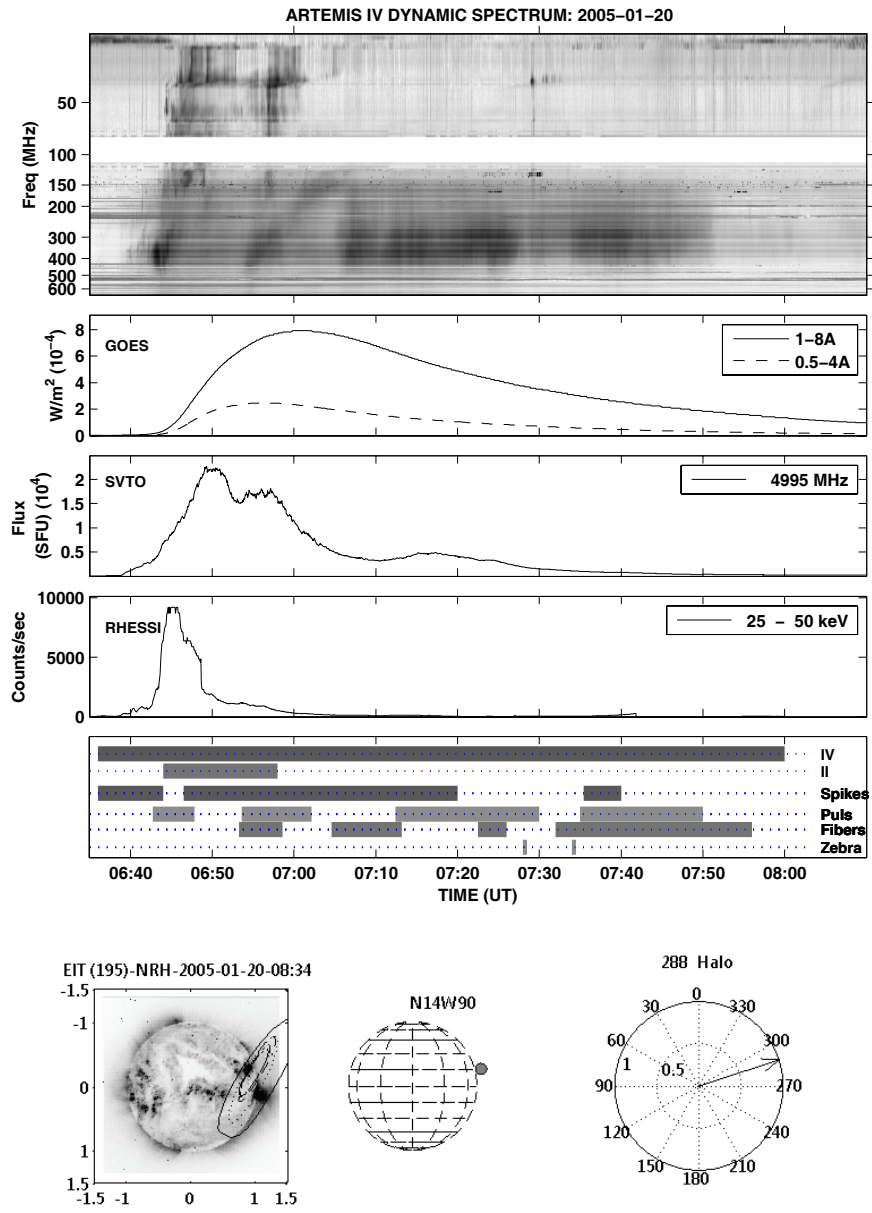 ARTEMIS IV DYNAMIC SPECTRUM: 2005−01−20
Freq (MHz)
50
100
150
200
300
400
500
600
W/m² (10⁻⁴)
8
6
4
2
0
GOES
1−8A
0.5−4A
Flux
(SFU) (10⁴)
2
1.5
1
0.5
SVTO
4995 MHz
Counts/sec
10000
5000
0
RHESSI
25 − 50 keV
IV
II
Spikes
Puls
Fibers
Zebra
06:40 06:50 07:00 07:10 07:20 07:30 07:40 07:50 08:00
TIME (UT)
EIT (195)-NRH-2005-01-20-08:34
-1.5
-1
0
1
1.5
-1.5 -1 0 1 1.5
N14W90
288 Halo
0
30 330
60 300
1 0.5
90 270
120 240
150 210
180